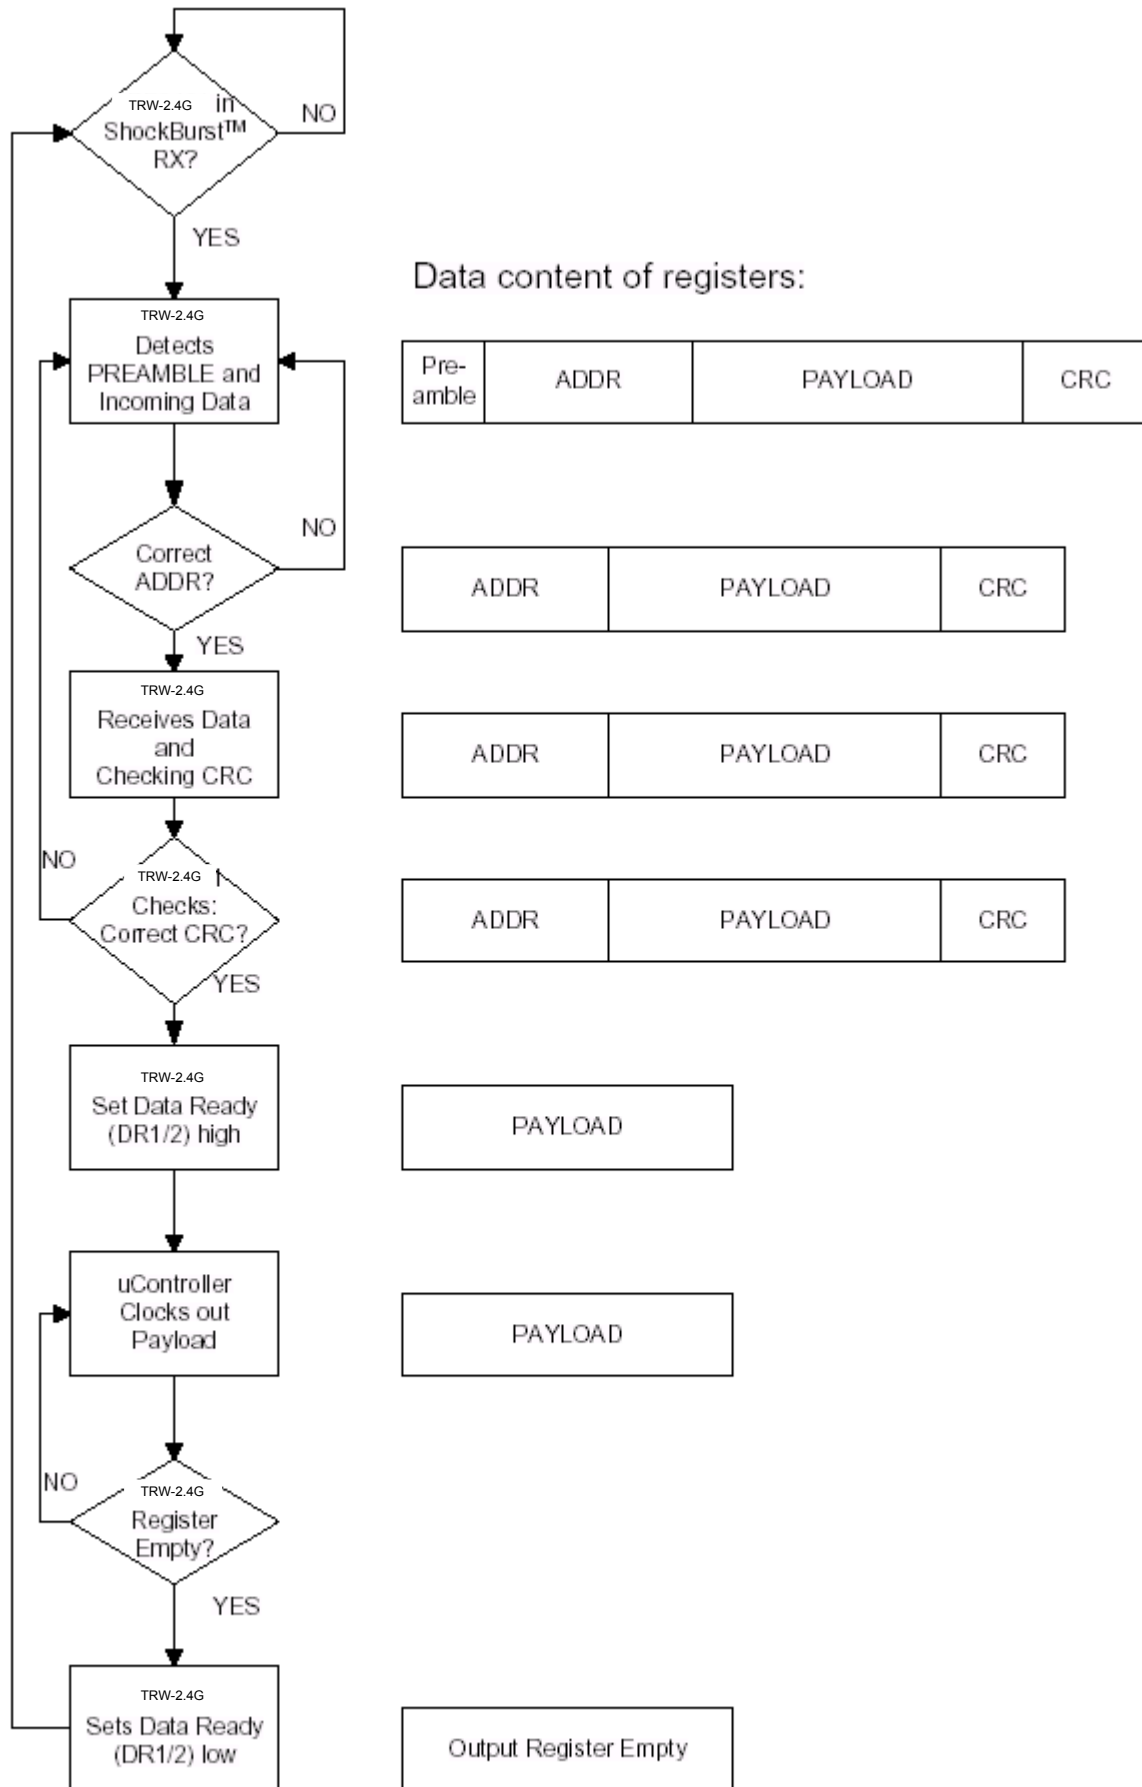 TRW-2.4G in
ShockBurst™
RX?
NO
YES
Data content of registers:
TRW-2.4G
Detects
PREAMBLE and
Incoming Data
Pre-
amble
ADDR
PAYLOAD
CRC
NO
Correct
ADDR?
ADDR
PAYLOAD
CRC
YES
TRW-2.4G
Receives Data
and
Checking CRC
ADDR
PAYLOAD
CRC
NO
TRW-2.4G
Checks:
Correct CRC?
ADDR
PAYLOAD
CRC
YES
TRW-2.4G
Set Data Ready
(DR1/2) high
PAYLOAD
uController
Clocks out
Payload
PAYLOAD
NO
TRW-2.4G
Register
Empty?
YES
TRW-2.4G
Sets Data Ready
(DR1/2) low
Output Register Empty